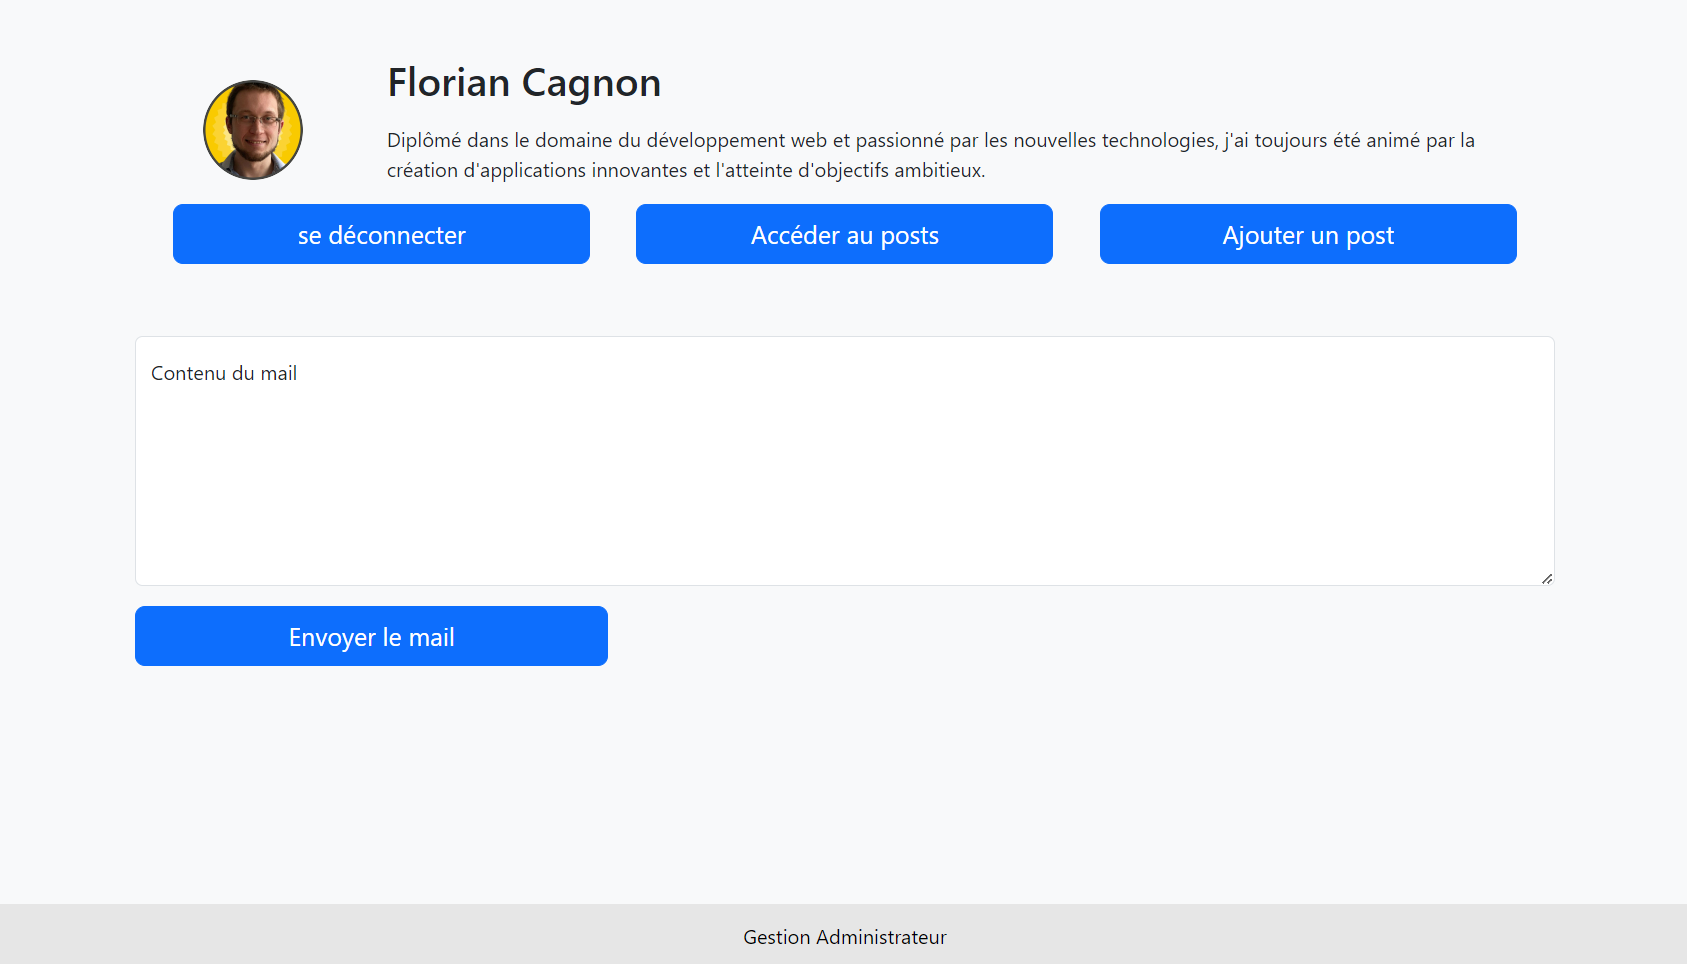 Florian Cagnon
Diplômé dans le domaine du développement web et passionné par les nouvelles technologies, j'ai toujours été animé par la
création d'applications innovantes et l'atteinte d'objectifs ambitieux.
se déconnecter
Accéder au posts
Ajouter un post
Contenu du mail
Envoyer le mail
Gestion Administrateur